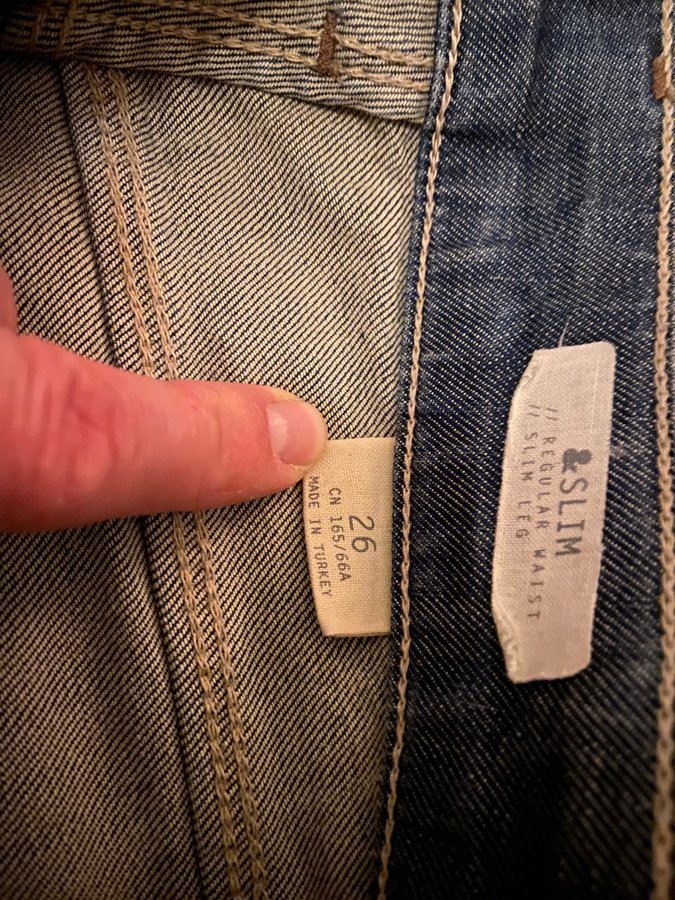 26
CN 165/66A
MADE IN TURKEY
&SLIM
// REGULAR WAIST
// SLIM LEG